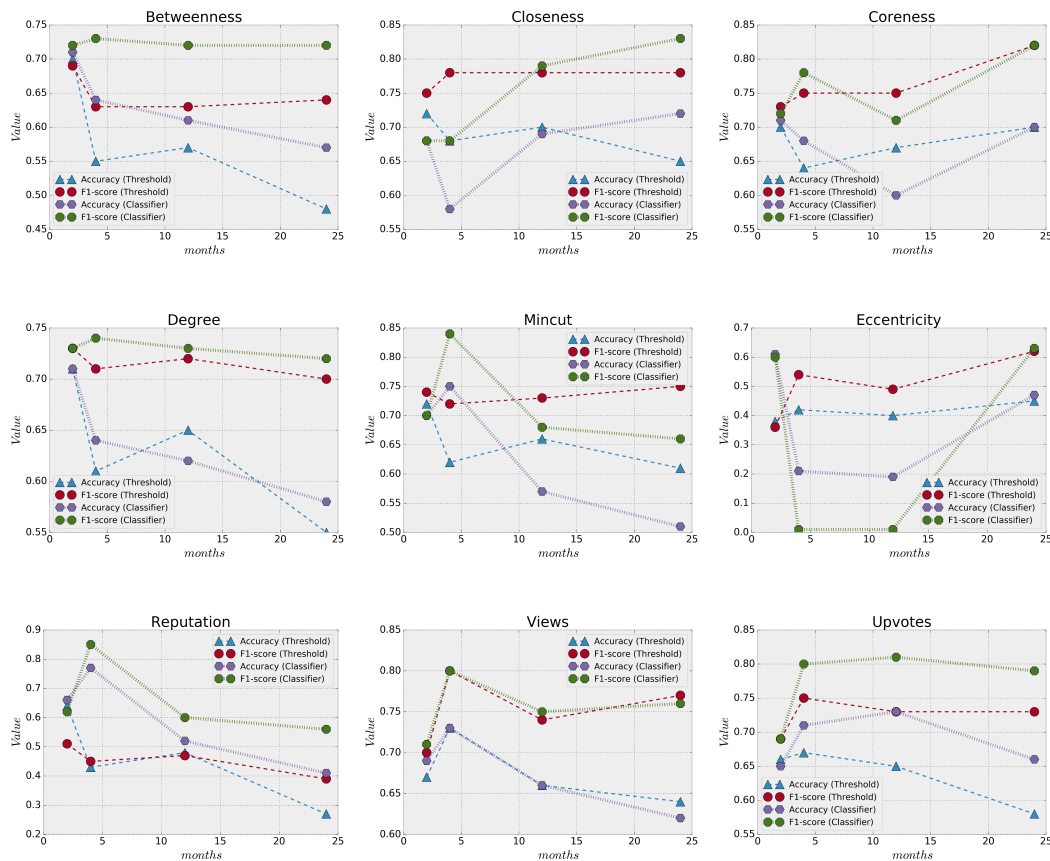 Betweenness
0.75
0.70
0.65
0.60
0.55
0.50
0.45
Value
Accuracy (Threshold)
F1-score (Threshold)
Accuracy (Classifier)
F1-score (Classifier)
0 5 10 15 20 25
months
Closeness
0.85
0.80
0.75
0.70
0.65
0.60
0.55
Value
Accuracy (Threshold)
F1-score (Threshold)
Accuracy (Classifier)
F1-score (Classifier)
0 5 10 15 20 25
months
Coreness
0.85
0.80
0.75
0.70
0.65
0.60
0.55
Value
Accuracy (Threshold)
F1-score (Threshold)
Accuracy (Classifier)
F1-score (Classifier)
0 5 10 15 20 25
months
Degree
0.75
0.70
0.65
0.60
0.55
Value
Accuracy (Threshold)
F1-score (Threshold)
Accuracy (Classifier)
F1-score (Classifier)
0 5 10 15 20 25
months
Mincut
0.85
0.80
0.75
0.70
0.65
0.60
0.55
0.50
Value
Accuracy (Threshold)
F1-score (Threshold)
Accuracy (Classifier)
F1-score (Classifier)
0 5 10 15 20 25
months
Eccentricity
0.7
0.6
0.5
0.4
0.3
0.2
0.1
0.0
Value
Accuracy (Threshold)
F1-score (Threshold)
Accuracy (Classifier)
F1-score (Classifier)
0 5 10 15 20 25
months
Reputation
0.9
0.8
0.7
0.6
0.5
0.4
0.3
0.2
Value
Accuracy (Threshold)
F1-score (Threshold)
Accuracy (Classifier)
F1-score (Classifier)
0 5 10 15 20 25
months
Views
0.85
0.80
0.75
0.70
0.65
0.60
Value
Accuracy (Threshold)
F1-score (Threshold)
Accuracy (Classifier)
F1-score (Classifier)
0 5 10 15 20 25
months
Upvotes
0.85
0.80
0.75
0.70
0.65
0.60
0.55
Value
Accuracy (Threshold)
F1-score (Threshold)
Accuracy (Classifier)
F1-score (Classifier)
0 5 10 15 20 25
months